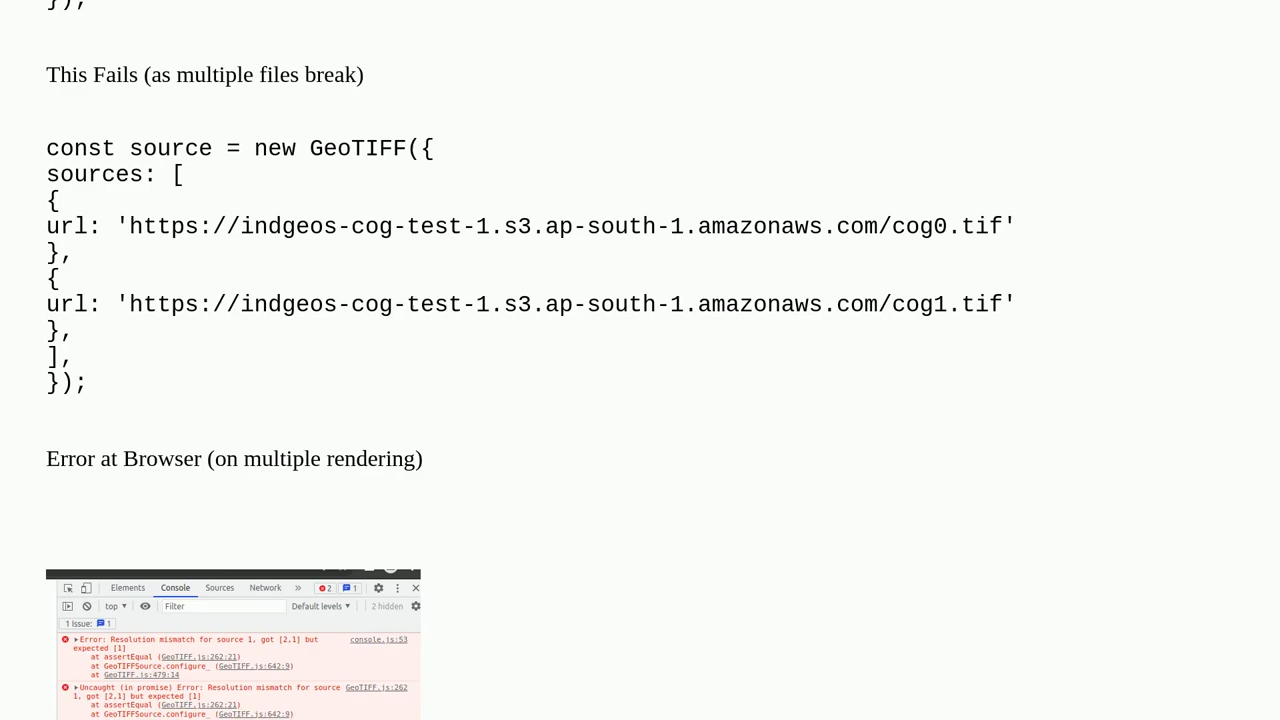 });
This Fails (as multiple files break)
const source = new GeoTIFF({
sources: [
{
url: 'https://indgeos-cog-test-1.s3.ap-south-1.amazonaws.com/cog0.tif'
},
{
url: 'https://indgeos-cog-test-1.s3.ap-south-1.amazonaws.com/cog1.tif'
},
],
});
Error at Browser (on multiple rendering)
Elements Console Sources Network » 2 1
top ▼ Filter Default levels ▼ 2 hidden
1 Issue: 1
▸Error: Resolution mismatch for source 1, got [2,1] but console.js:53
expected [1]
at assertEqual (GeoTIFF.js:262:21)
at GeoTIFFSource.configure_ (GeoTIFF.js:642:9)
at GeoTIFF.js:479:14
▸Uncaught (in promise) Error: Resolution mismatch for source GeoTIFF.js:262
1, got [2,1] but expected [1]
at assertEqual (GeoTIFF.js:262:21)
at GeoTIFFSource.configure_ (GeoTIFF.js:642:9)